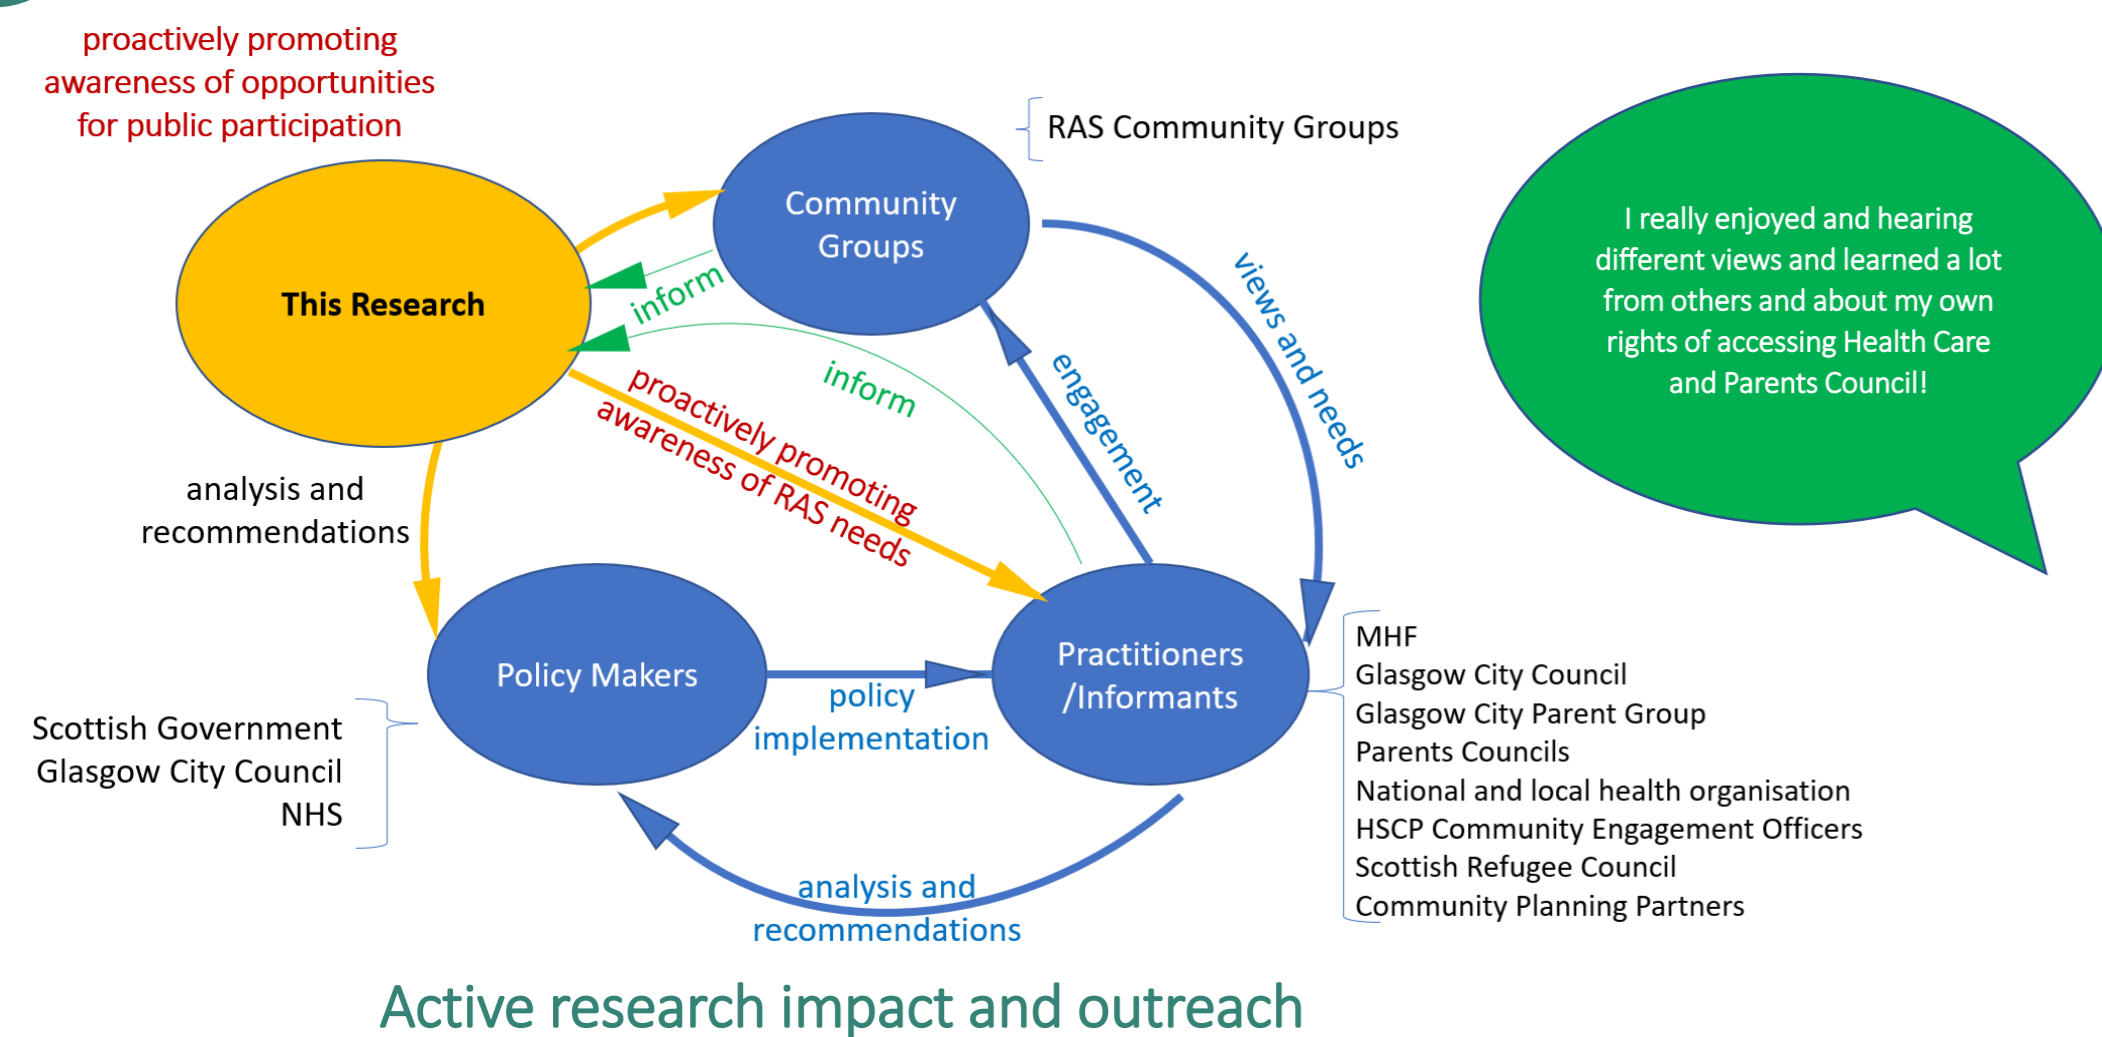 proactively promoting
awareness of opportunities
for public participation
This Research
Community
Groups
RAS Community Groups
I really enjoyed and hearing
different views and learned a lot
from others and about my own
rights of accessing Health Care
and Parents Council!
inform
inform
views and needs
engagement
proactively promoting
awareness of RAS needs
analysis and
recommendations
Policy Makers
policy
implementation
Practitioners
/Informants
Scottish Government
Glasgow City Council
NHS
MHF
Glasgow City Council
Glasgow City Parent Group
Parents Councils
National and local health organisation
HSCP Community Engagement Officers
Scottish Refugee Council
Community Planning Partners
analysis and
recommendations
Active research impact and outreach